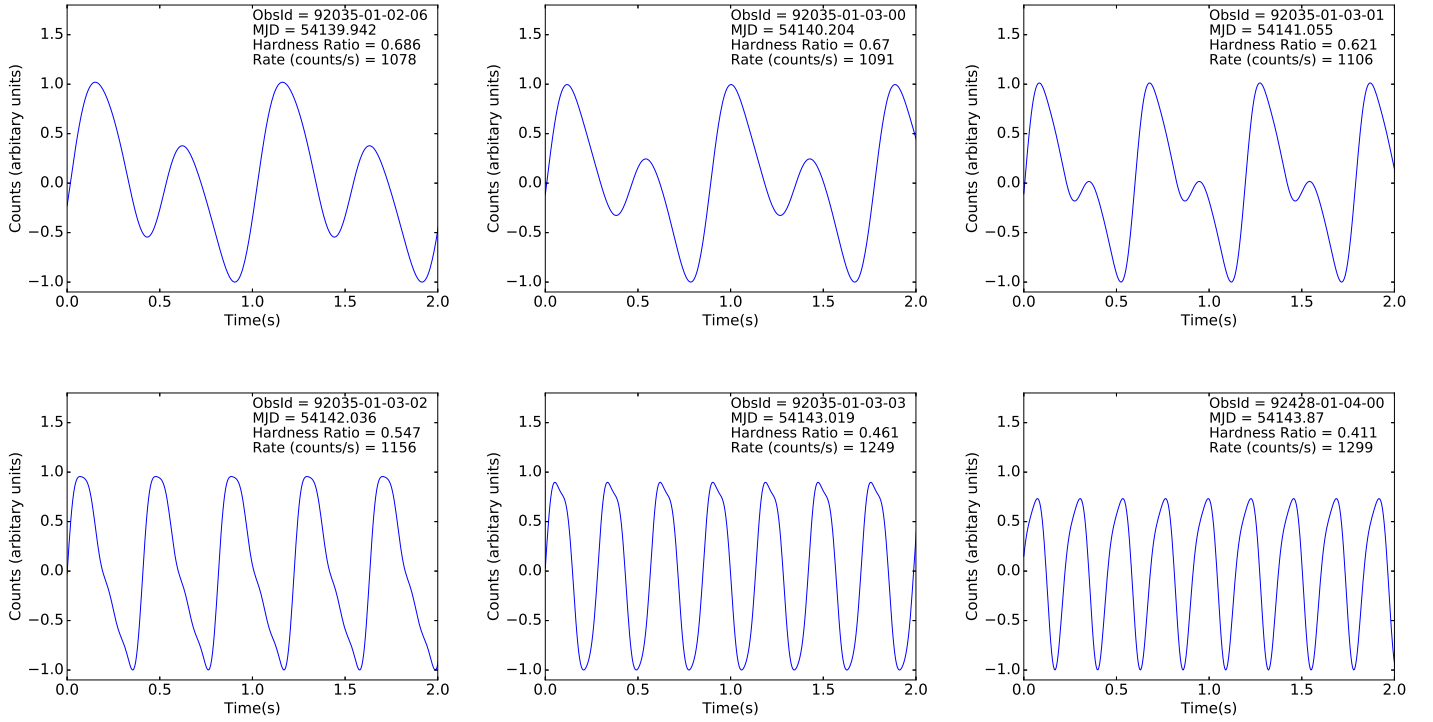 ObsId = 92035-01-02-06
MJD = 54139.942
Hardness Ratio = 0.686
Rate (counts/s) = 1078
1.5
1.0
0.5
0.0
−0.5
−1.0
Counts (arbitary units)
0.0 0.5 1.0 1.5 2.0
Time(s)
ObsId = 92035-01-03-00
MJD = 54140.204
Hardness Ratio = 0.67
Rate (counts/s) = 1091
1.5
1.0
0.5
0.0
−0.5
−1.0
Counts (arbitary units)
0.0 0.5 1.0 1.5 2.0
Time(s)
ObsId = 92035-01-03-01
MJD = 54141.055
Hardness Ratio = 0.621
Rate (counts/s) = 1106
1.5
1.0
0.5
0.0
−0.5
−1.0
Counts (arbitary units)
0.0 0.5 1.0 1.5 2.0
Time(s)
ObsId = 92035-01-03-02
MJD = 54142.036
Hardness Ratio = 0.547
Rate (counts/s) = 1156
1.5
1.0
0.5
0.0
−0.5
−1.0
Counts (arbitary units)
0.0 0.5 1.0 1.5 2.0
Time(s)
ObsId = 92035-01-03-03
MJD = 54143.019
Hardness Ratio = 0.461
Rate (counts/s) = 1249
1.5
1.0
0.5
0.0
−0.5
−1.0
Counts (arbitary units)
0.0 0.5 1.0 1.5 2.0
Time(s)
ObsId = 92428-01-04-00
MJD = 54143.87
Hardness Ratio = 0.411
Rate (counts/s) = 1299
1.5
1.0
0.5
0.0
−0.5
−1.0
Counts (arbitary units)
0.0 0.5 1.0 1.5 2.0
Time(s)